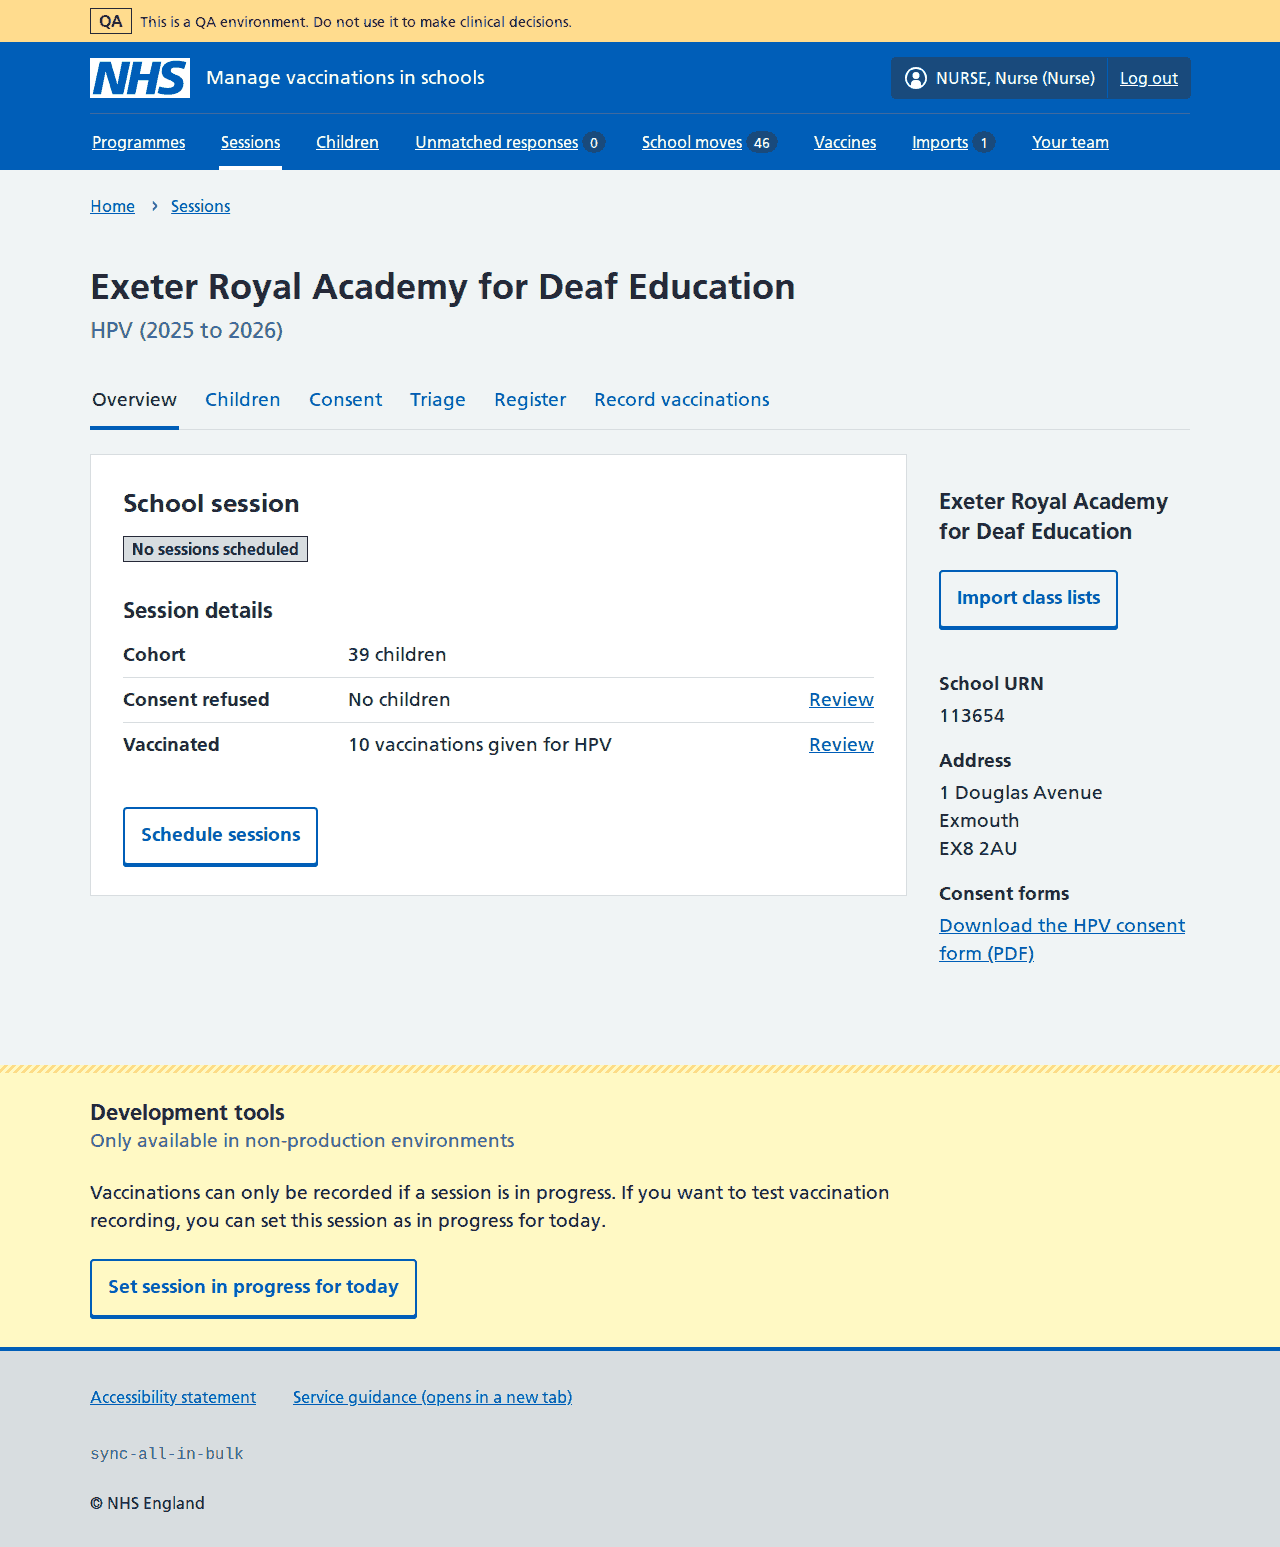 QA This is a QA environment. Do not use it to make clinical decisions.
NHS Manage vaccinations in schools NURSE, Nurse (Nurse) Log out
Programmes Sessions Children Unmatched responses 0 School moves 46 Vaccines Imports 1 Your team
Home Sessions
Exeter Royal Academy for Deaf Education
HPV (2025 to 2026)
Overview Children Consent Triage Register Record vaccinations
School session
No sessions scheduled
Session details
Cohort 39 children
Consent refused No children Review
Vaccinated 10 vaccinations given for HPV Review
Schedule sessions
Exeter Royal Academy
for Deaf Education
Import class lists
School URN
113654
Address
1 Douglas Avenue
Exmouth
EX8 2AU
Consent forms
Download the HPV consent
form (PDF)
Development tools
Only available in non-production environments
Vaccinations can only be recorded if a session is in progress. If you want to test vaccination
recording, you can set this session as in progress for today.
Set session in progress for today
Accessibility statement Service guidance (opens in a new tab)
sync-all-in-bulk
© NHS England